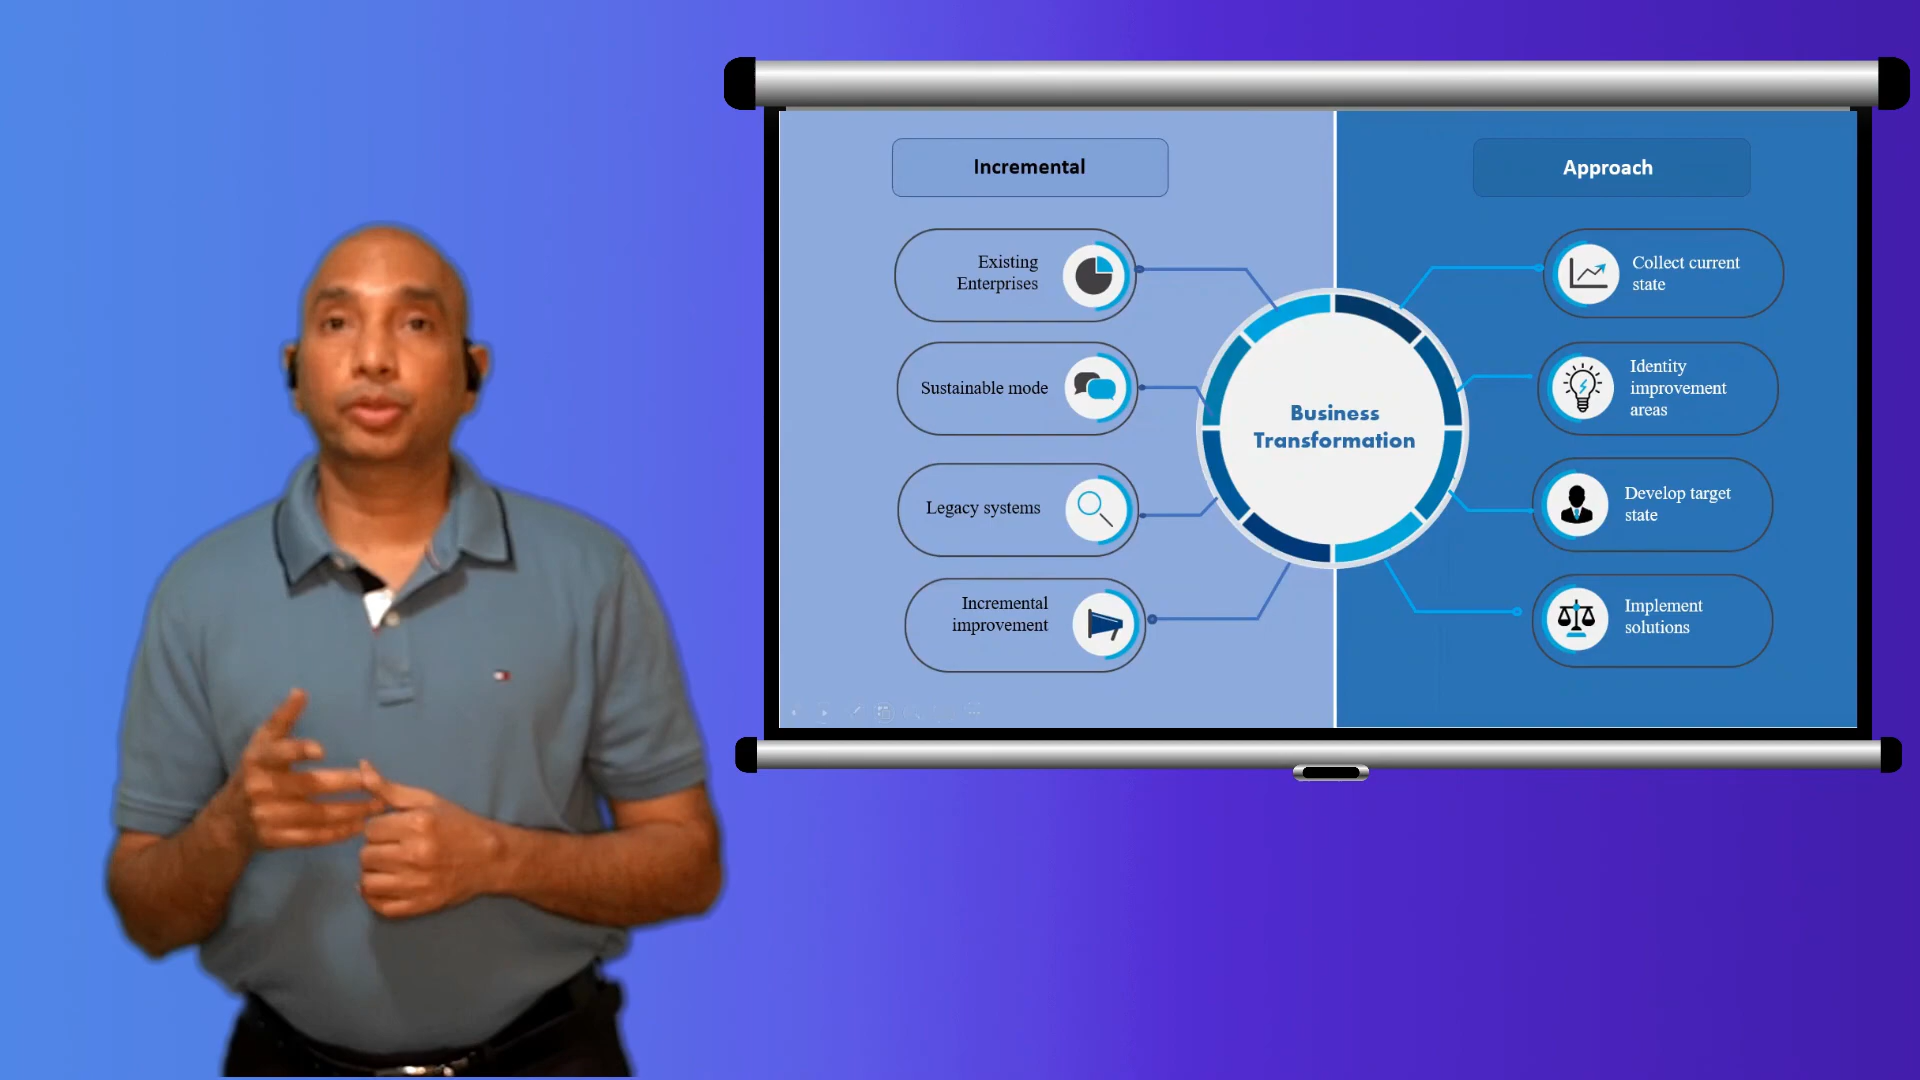 Incremental
Approach
Existing
Enterprises
Sustainable mode
Legacy systems
Incremental
improvement
Business
Transformation
Collect current
state
Identity
improvement
areas
Develop target
state
Implement
solutions